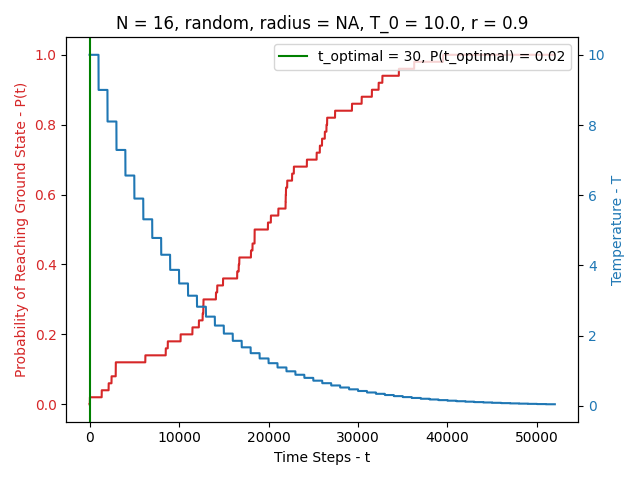 N = 16, random, radius = NA, T_0 = 10.0, r = 0.9
t_optimal = 30, P(t_optimal) = 0.02
Probability of Reaching Ground State - P(t)
1.0
0.8
0.6
0.4
0.2
0.0
10
8
6
4
2
0
Temperature - T
0 10000 20000 30000 40000 50000
Time Steps - t